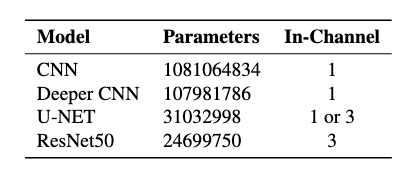 Model Parameters In-Channel
CNN 1081064834 1
Deeper CNN 107981786 1
U-NET 31032998 1 or 3
ResNet50 24699750 3